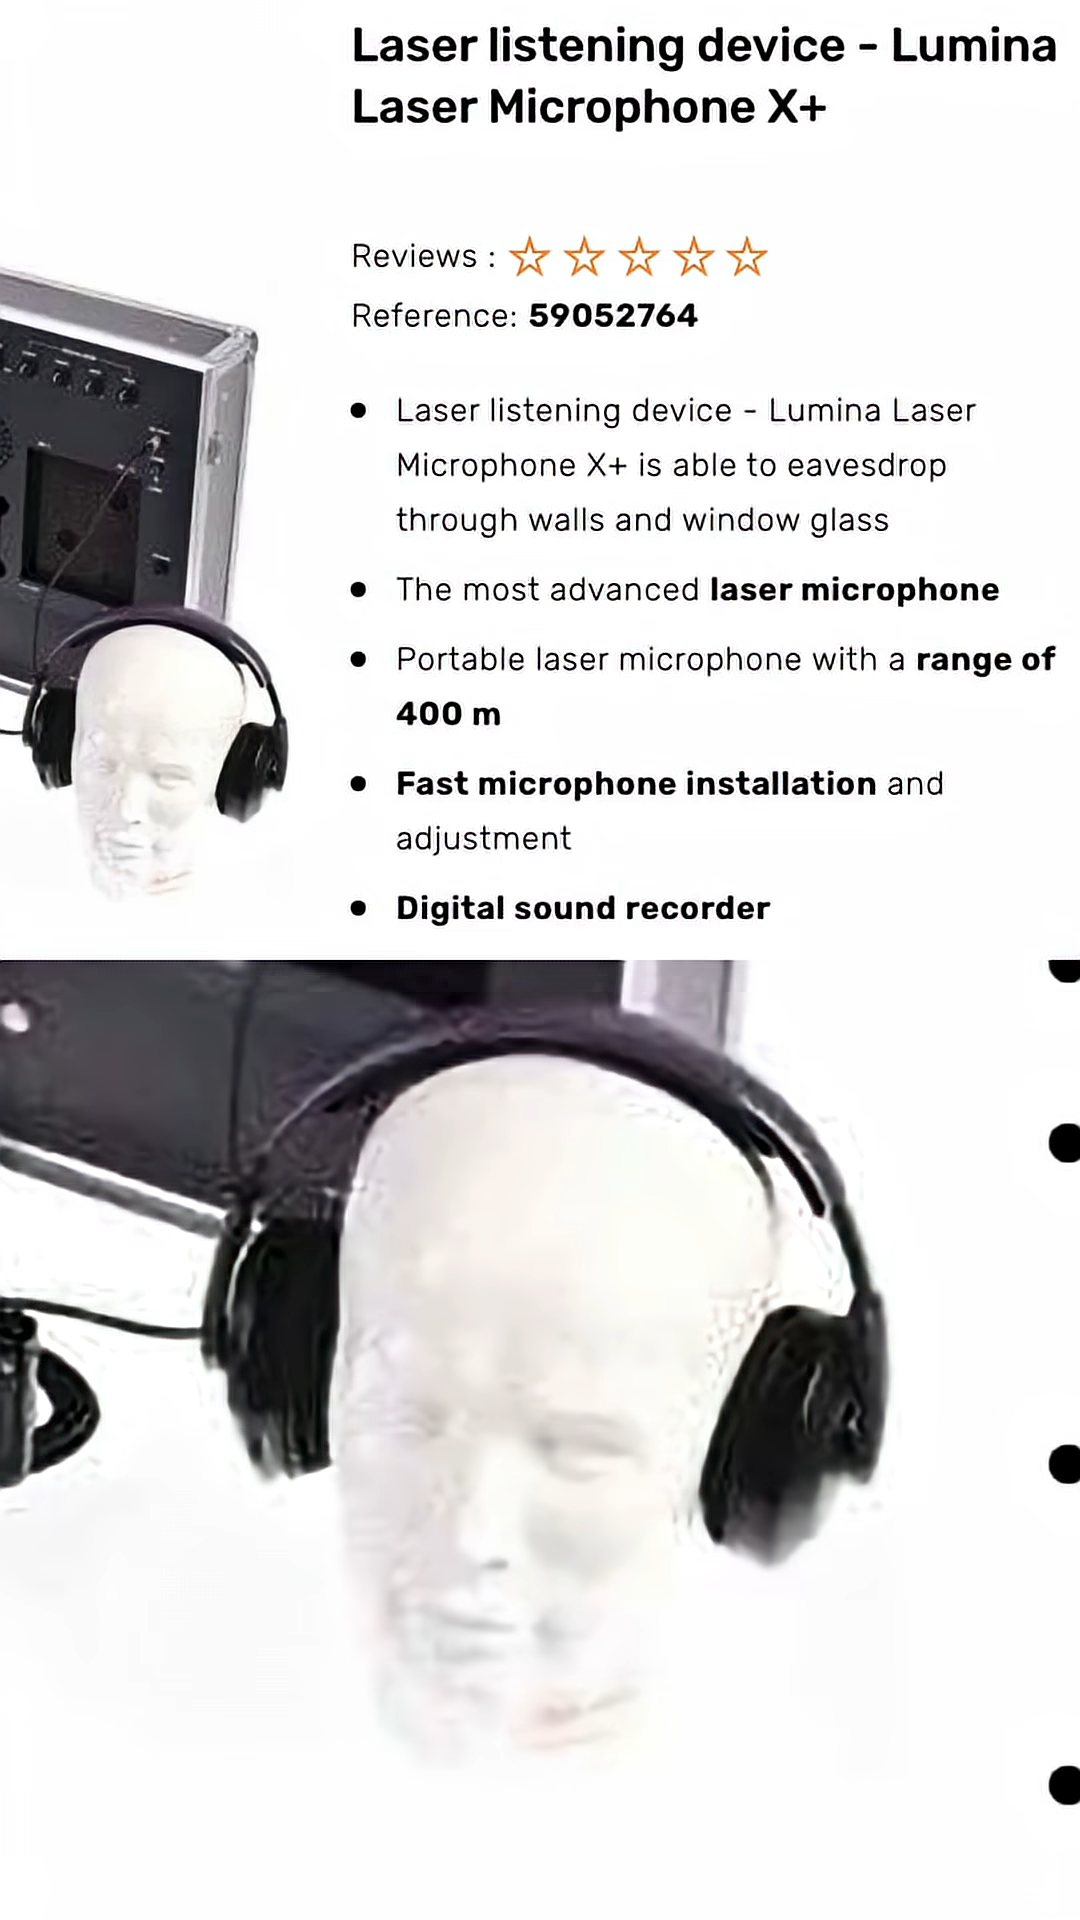 Laser listening device - Lumina
Laser Microphone X+
Reviews :
Reference: 59052764
Laser listening device - Lumina Laser
Microphone X+ is able to eavesdrop
through walls and window glass
The most advanced laser microphone
Portable laser microphone with a range of
400 m
Fast microphone installation and
adjustment
Digital sound recorder